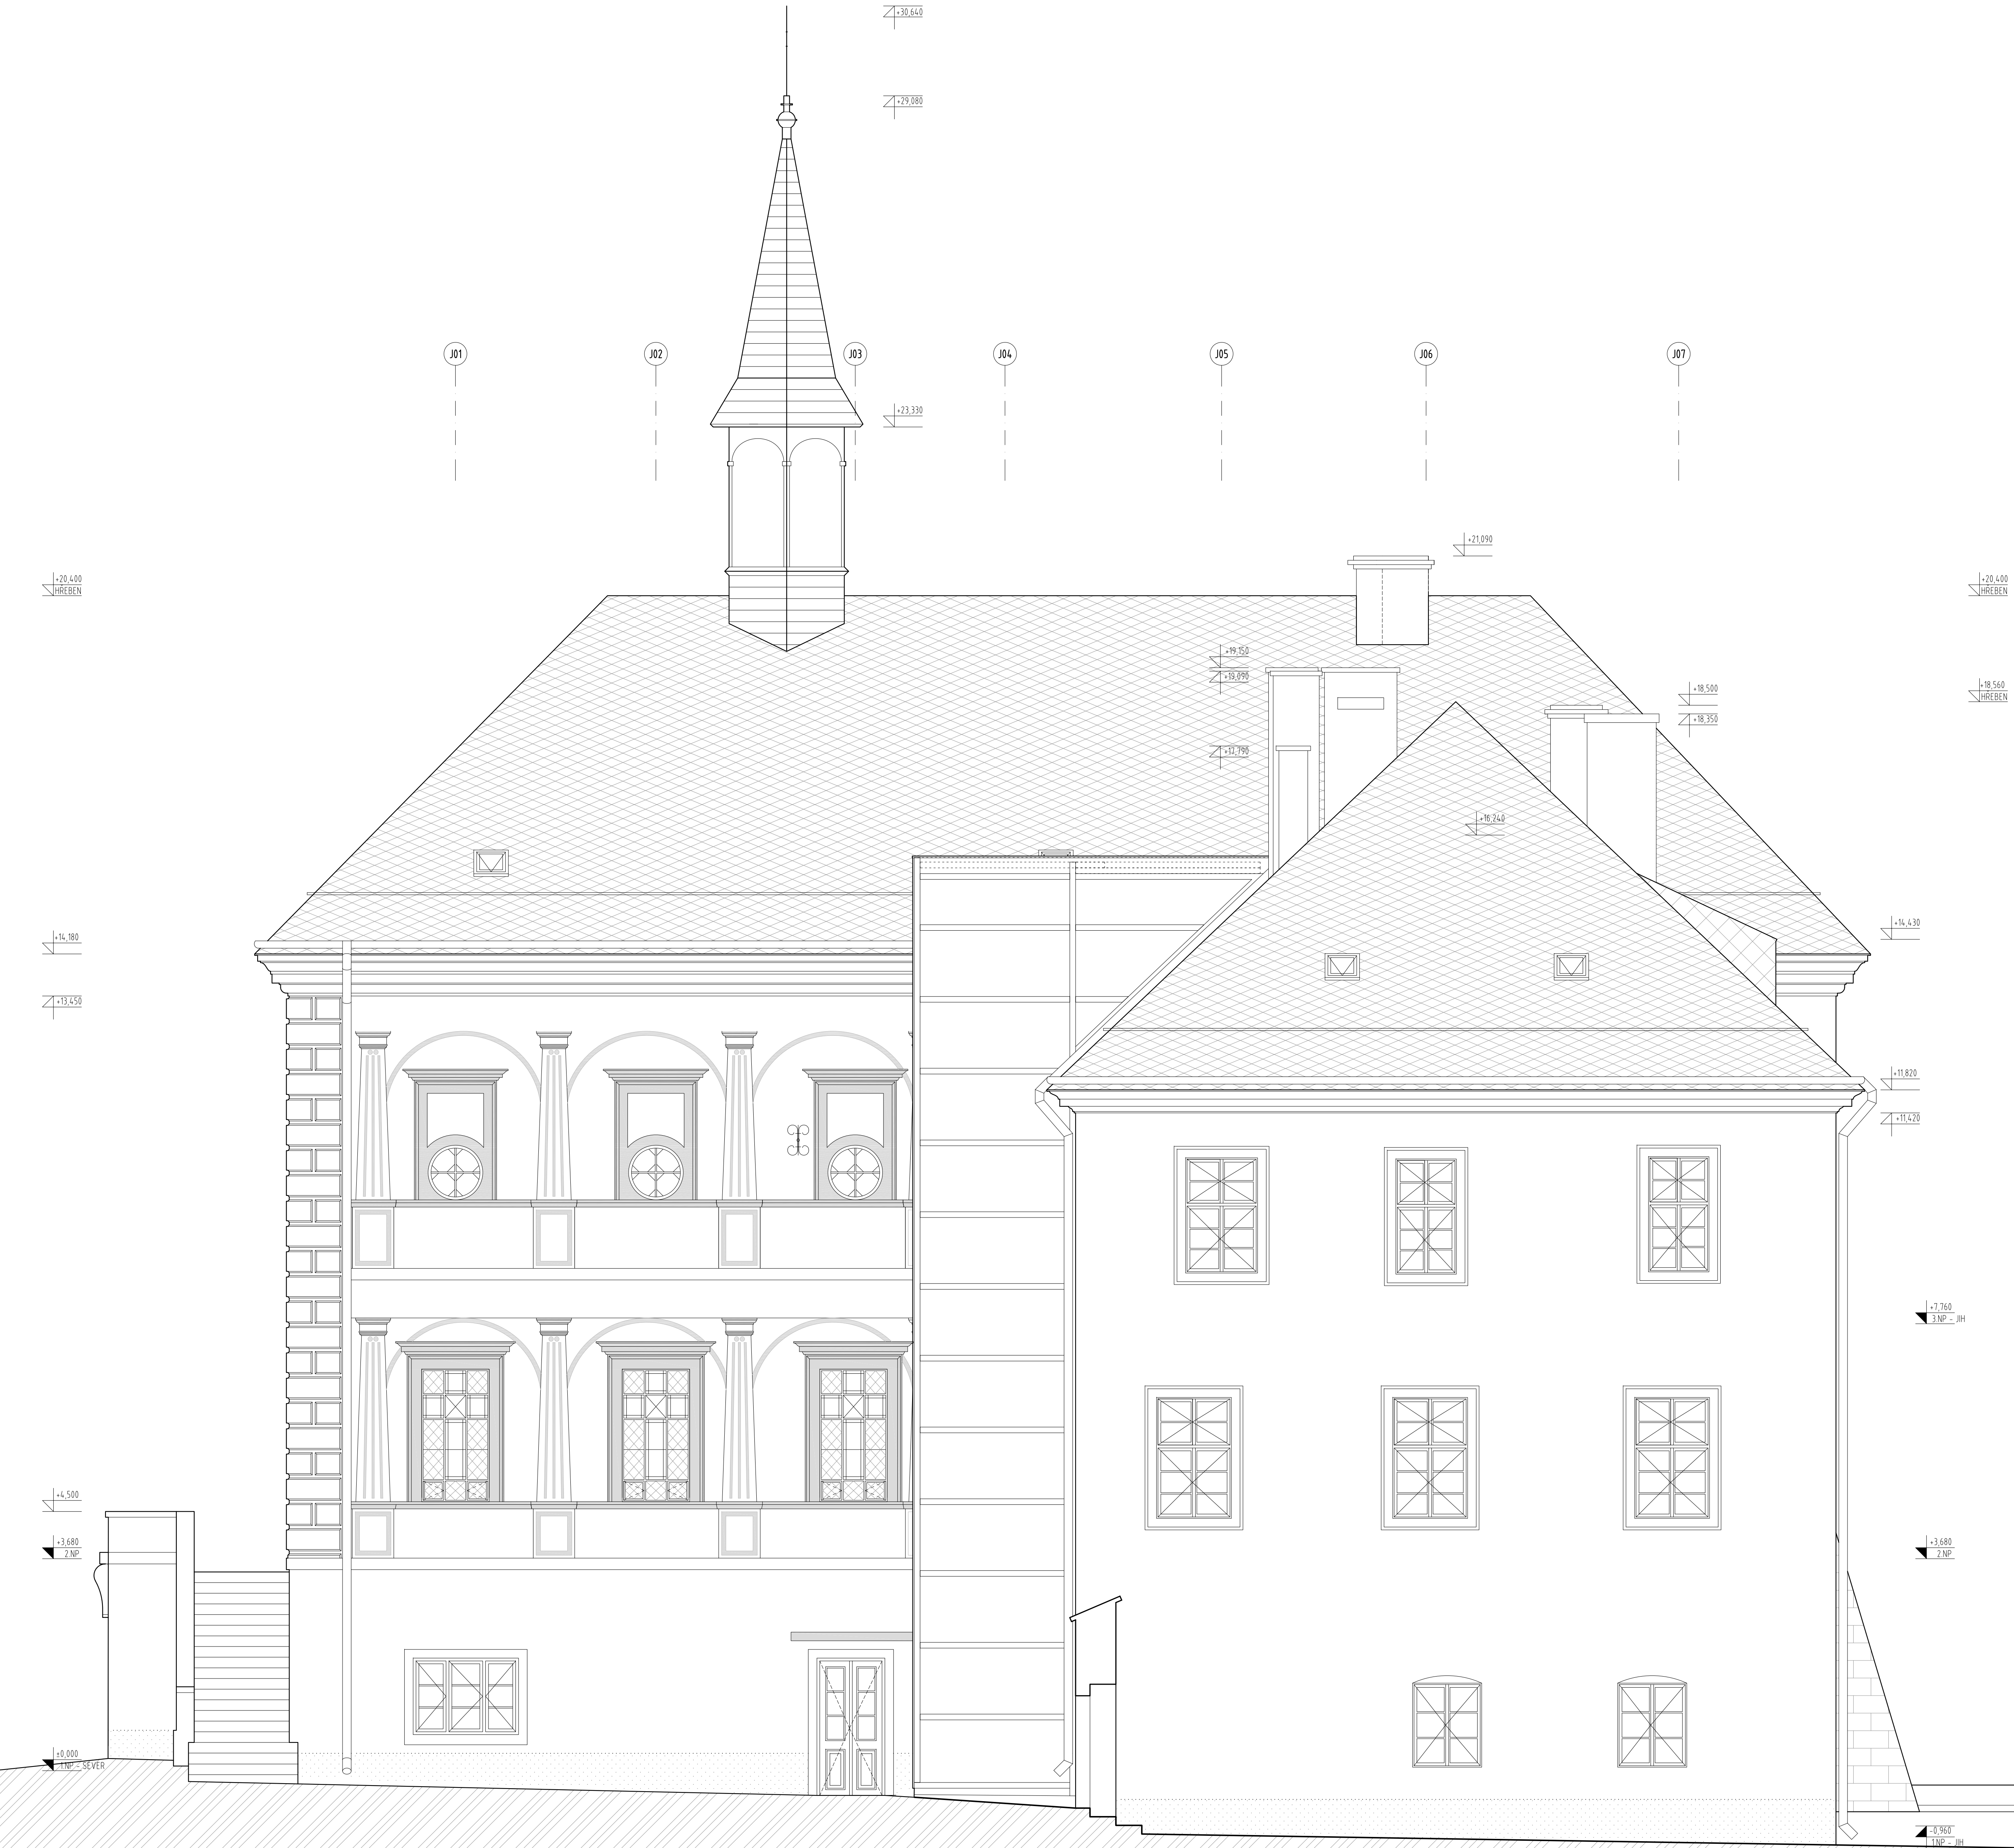 +30,640
+29,080
J01
J02
J03
J04
J05
J06
J07
+23,330
+21,090
+20,400
HŘEBEN
+20,400
HŘEBEN
+19,150
+19,090
+18,560
HŘEBEN
+18,500
+18,350
+17,790
+16,240
+14,430
+14,180
+13,450
+11,820
+11,420
+7,760
3.NP - JIH
+4,500
+3,680
2.NP
+3,680
2.NP
±0,000
1.NP - SEVER
-0,960
1.NP - JIH